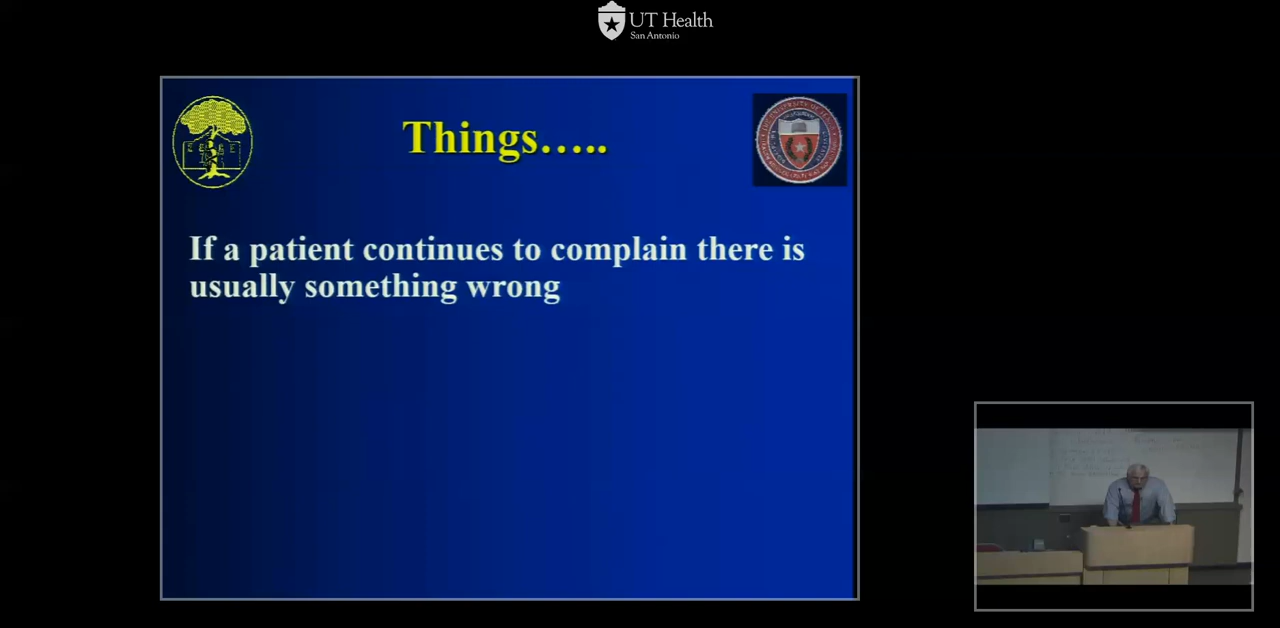 UT Health
San Antonio
Things…..
If a patient continues to complain there is
usually something wrong